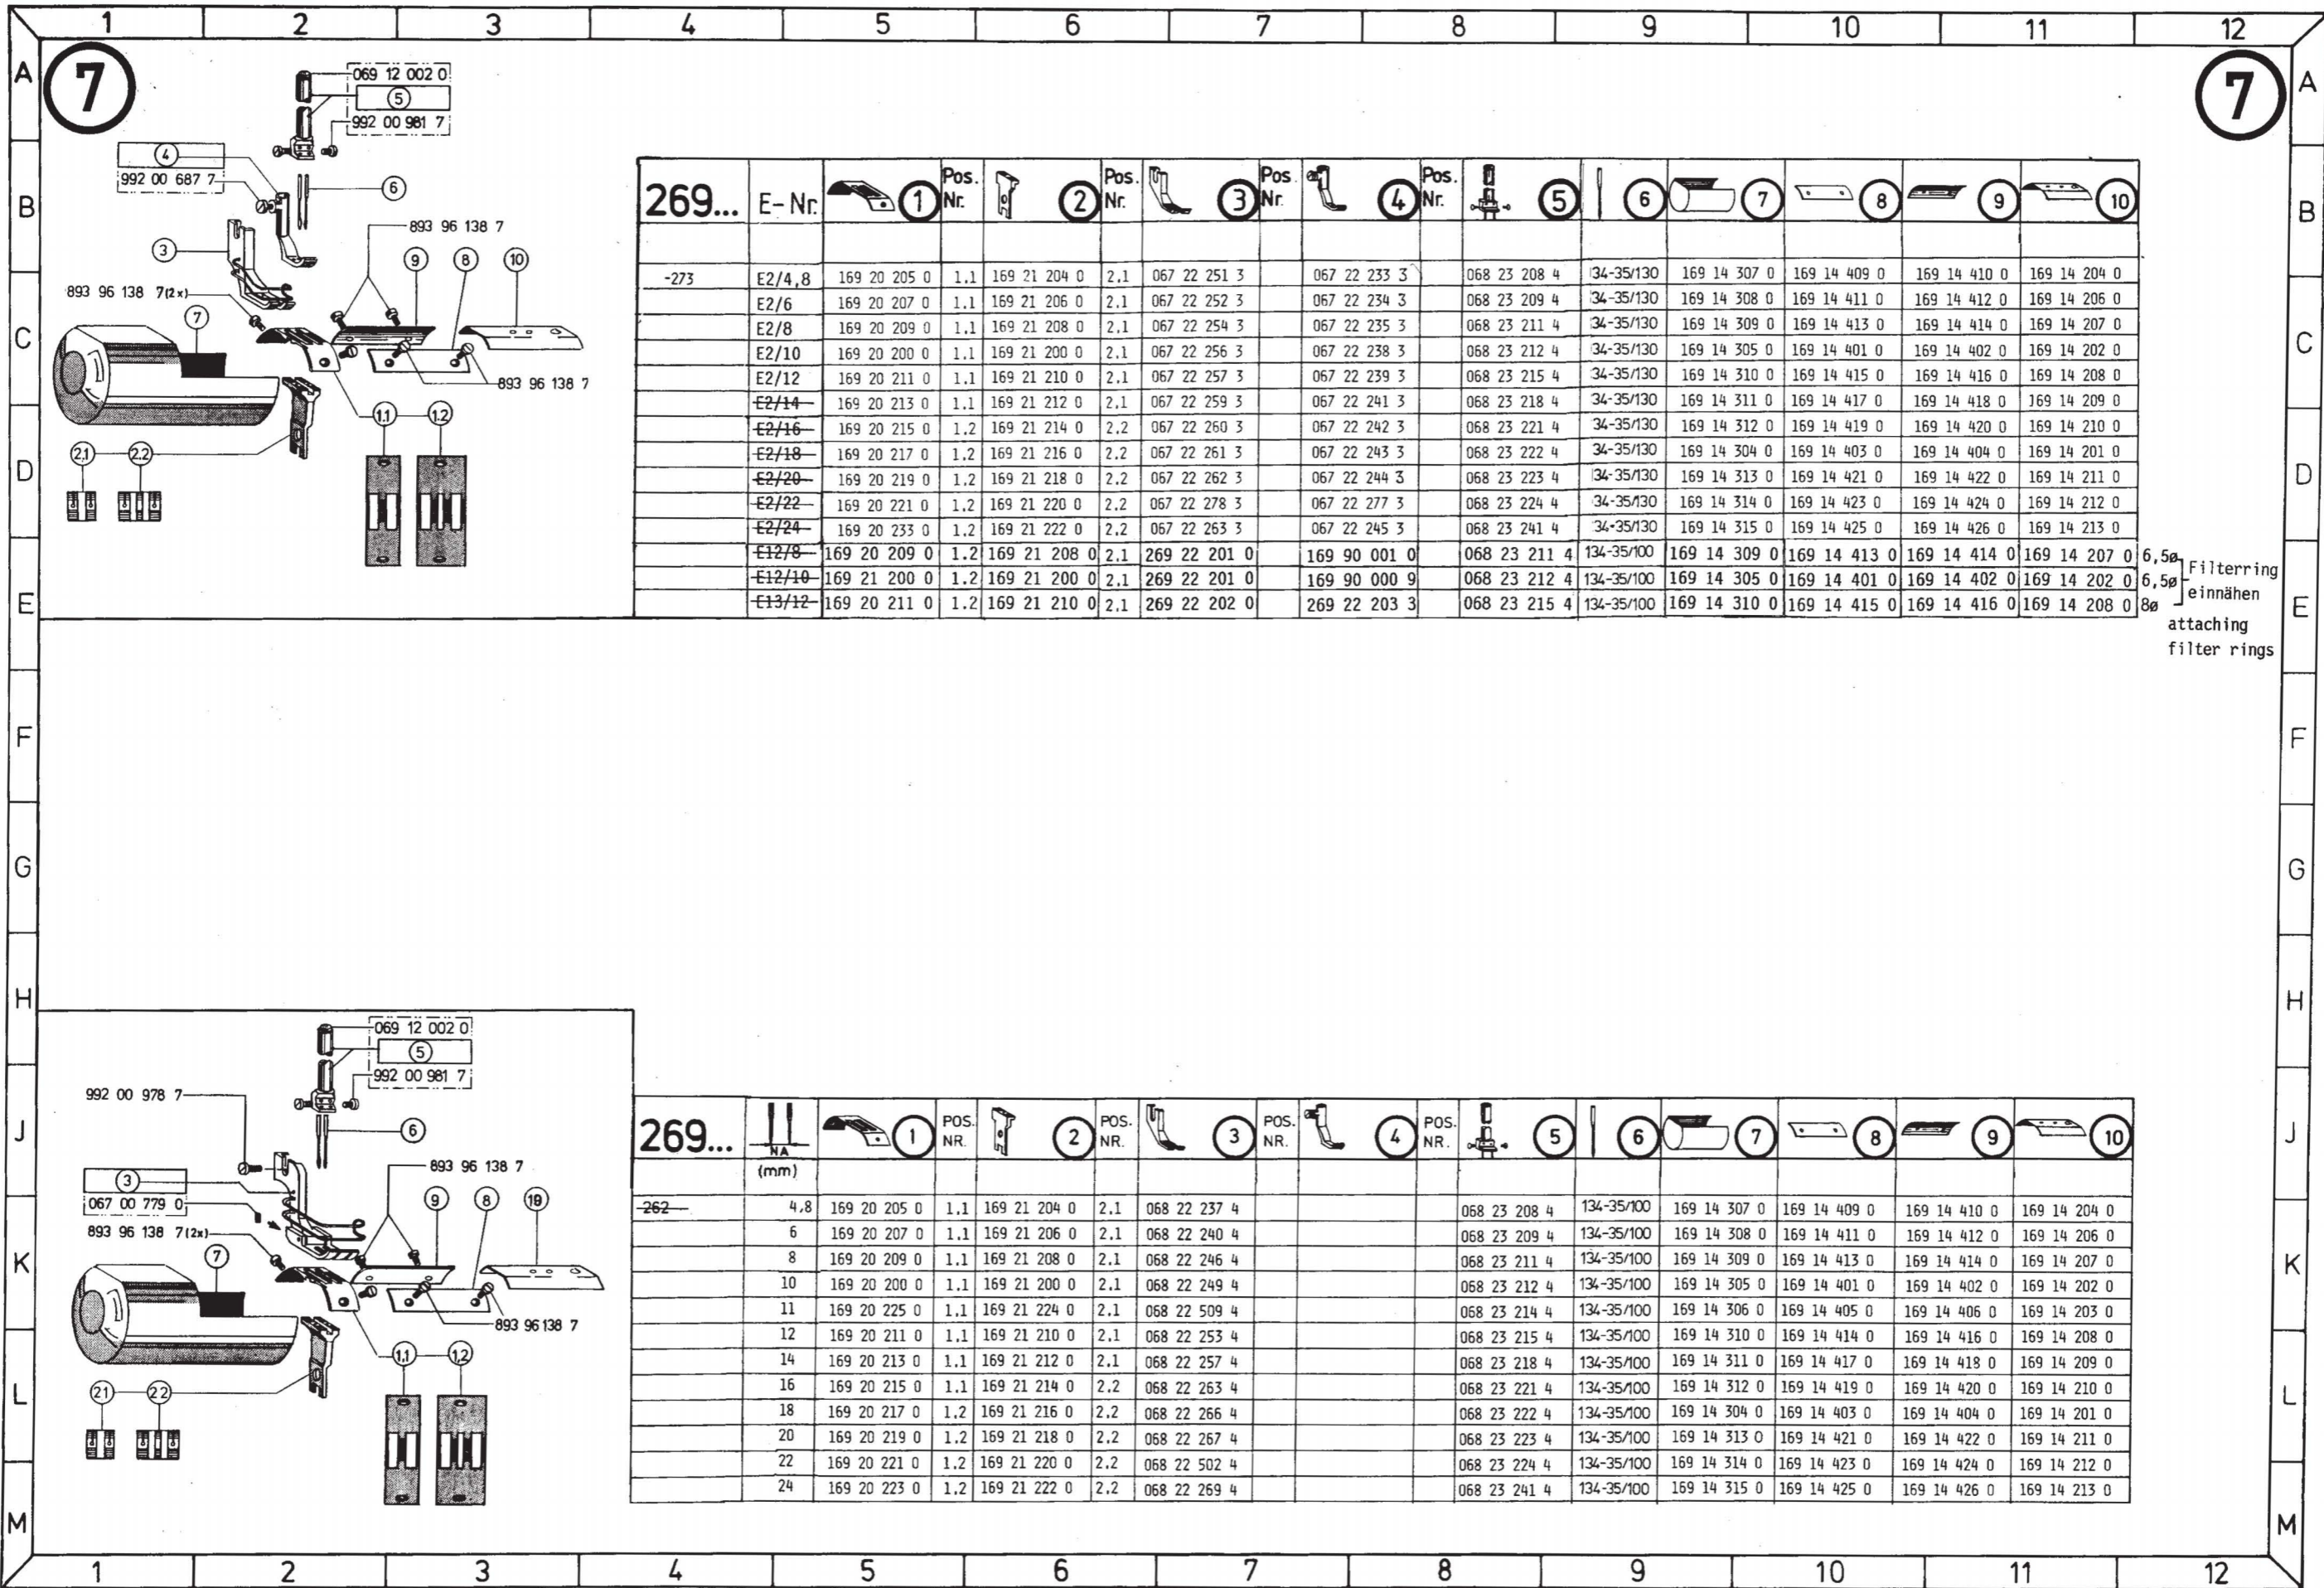 1 2 3 4 5 6 7 8 9 10 11 12
A A
7 7
069 12 002 0
5
992 00 981 7
4
992 00 687 7
6
B B
893 96 138 7
3
9 8 10
893 96 138 7(2x)
7
C C
893 96 138 7
1.1 1.2
2.1 2.2
D D
E E
269... E-Nr. 1 Pos. Nr. 2 Pos. Nr. 3 Pos. Nr. 4 Pos. Nr. 5 6 7 8 9 10
-273 E2/4,8 169 20 205 0 1.1 169 21 204 0 2.1 067 22 251 3 067 22 233 3 068 23 208 4 134-35/130 169 14 307 0 169 14 409 0 169 14 410 0 169 14 204 0
E2/6 169 20 207 0 1.1 169 21 206 0 2.1 067 22 252 3 067 22 234 3 068 23 209 4 134-35/130 169 14 308 0 169 14 411 0 169 14 412 0 169 14 206 0
E2/8 169 20 209 0 1.1 169 21 208 0 2.1 067 22 254 3 067 22 235 3 068 23 211 4 134-35/130 169 14 309 0 169 14 413 0 169 14 414 0 169 14 207 0
E2/10 169 20 200 0 1.1 169 21 200 0 2.1 067 22 256 3 067 22 238 3 068 23 212 4 134-35/130 169 14 305 0 169 14 401 0 169 14 402 0 169 14 202 0
E2/12 169 20 211 0 1.1 169 21 210 0 2.1 067 22 257 3 067 22 239 3 068 23 215 4 134-35/130 169 14 310 0 169 14 415 0 169 14 416 0 169 14 208 0
E2/14 169 20 213 0 1.1 169 21 212 0 2.1 067 22 259 3 067 22 241 3 068 23 218 4 134-35/130 169 14 311 0 169 14 417 0 169 14 418 0 169 14 209 0
E2/16 169 20 215 0 1.2 169 21 214 0 2.2 067 22 260 3 067 22 242 3 068 23 221 4 34-35/130 169 14 312 0 169 14 419 0 169 14 420 0 169 14 210 0
E2/18 169 20 217 0 1.2 169 21 216 0 2.2 067 22 261 3 067 22 243 3 068 23 222 4 34-35/130 169 14 304 0 169 14 403 0 169 14 404 0 169 14 201 0
E2/20 169 20 219 0 1.2 169 21 218 0 2.2 067 22 262 3 067 22 244 3 068 23 223 4 134-35/130 169 14 313 0 169 14 421 0 169 14 422 0 169 14 211 0
E2/22 169 20 221 0 1.2 169 21 220 0 2.2 067 22 278 3 067 22 277 3 068 23 224 4 34-35/130 169 14 314 0 169 14 423 0 169 14 424 0 169 14 212 0
E2/24 169 20 233 0 1.2 169 21 222 0 2.2 067 22 263 3 067 22 245 3 068 23 241 4 34-35/130 169 14 315 0 169 14 425 0 169 14 426 0 169 14 213 0
E12/8 169 20 209 0 1.2 169 21 208 0 2.1 269 22 201 0 169 90 001 0 068 23 211 4 134-35/100 169 14 309 0 169 14 413 0 169 14 414 0 169 14 207 0 6,5ø
E12/10 169 21 200 0 1.2 169 21 200 0 2.1 269 22 201 0 169 90 000 9 068 23 212 4 134-35/100 169 14 305 0 169 14 401 0 169 14 402 0 169 14 202 0 6,5ø
E13/12 169 20 211 0 1.2 169 21 210 0 2.1 269 22 202 0 269 22 203 3 068 23 215 4 134-35/100 169 14 310 0 169 14 415 0 169 14 416 0 169 14 208 0 8ø
Filterring
einnähen
attaching
filter rings
F F
G G
H H
069 12 002 0
5
992 00 981 7
992 00 978 7
J J
6
893 96 138 7
3
067 00 779 0
9 8 10
893 96 138 7(2x)
7
K K
893 96 138 7
1.1 1.2
21 22
L L
M M
269... NA (mm) 1 POS. NR. 2 POS. NR. 3 POS. NR. 4 POS. NR. 5 6 7 8 9 10
262 4,8 169 20 205 0 1.1 169 21 204 0 2.1 068 22 237 4 068 23 208 4 134-35/100 169 14 307 0 169 14 409 0 169 14 410 0 169 14 204 0
6 169 20 207 0 1.1 169 21 206 0 2.1 068 22 240 4 068 23 209 4 134-35/100 169 14 308 0 169 14 411 0 169 14 412 0 169 14 206 0
8 169 20 209 0 1.1 169 21 208 0 2.1 068 22 246 4 068 23 211 4 134-35/100 169 14 309 0 169 14 413 0 169 14 414 0 169 14 207 0
10 169 20 200 0 1.1 169 21 200 0 2.1 068 22 249 4 068 23 212 4 134-35/100 169 14 305 0 169 14 401 0 169 14 402 0 169 14 202 0
11 169 20 225 0 1.1 169 21 224 0 2.1 068 22 509 4 068 23 214 4 134-35/100 169 14 306 0 169 14 405 0 169 14 406 0 169 14 203 0
12 169 20 211 0 1.1 169 21 210 0 2.1 068 22 253 4 068 23 215 4 134-35/100 169 14 310 0 169 14 414 0 169 14 416 0 169 14 208 0
14 169 20 213 0 1.1 169 21 212 0 2.1 068 22 257 4 068 23 218 4 134-35/100 169 14 311 0 169 14 417 0 169 14 418 0 169 14 209 0
16 169 20 215 0 1.1 169 21 214 0 2.2 068 22 263 4 068 23 221 4 134-35/100 169 14 312 0 169 14 419 0 169 14 420 0 169 14 210 0
18 169 20 217 0 1.2 169 21 216 0 2.2 068 22 266 4 068 23 222 4 134-35/100 169 14 304 0 169 14 403 0 169 14 404 0 169 14 201 0
20 169 20 219 0 1.2 169 21 218 0 2.2 068 22 267 4 068 23 223 4 134-35/100 169 14 313 0 169 14 421 0 169 14 422 0 169 14 211 0
22 169 20 221 0 1.2 169 21 220 0 2.2 068 22 502 4 068 23 224 4 134-35/100 169 14 314 0 169 14 423 0 169 14 424 0 169 14 212 0
24 169 20 223 0 1.2 169 21 222 0 2.2 068 22 269 4 068 23 241 4 134-35/100 169 14 315 0 169 14 425 0 169 14 426 0 169 14 213 0
1 2 3 4 5 6 7 8 9 10 11 12